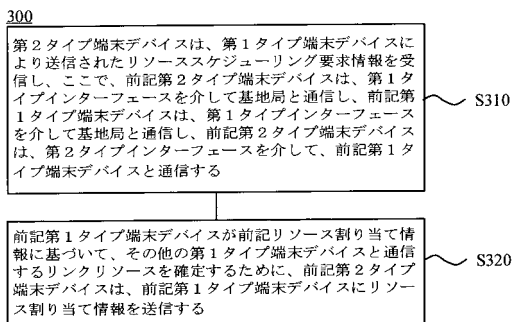 300
第２タイプ端末デバイスは、第１タイプ端末デバイスに
より送信されたリソーススケジューリング要求情報を受
信し、ここで、前記第２タイプ端末デバイスは、第１タ
イプインターフェースを介して基地局と通信し、前記第
１タイプ端末デバイスは、第１タイプインターフェース
を介して基地局と通信し、前記第２タイプ端末デバイス
は、第２タイプインターフェースを介して、前記第１タ
イプ端末デバイスと通信する
S310
前記第１タイプ端末デバイスが前記リソース割り当て情
報に基づいて、その他の第１タイプ端末デバイスと通信
するリンクリソースを確定するために、前記第２タイプ
端末デバイスは、前記第１タイプ端末デバイスにリソー
ス割り当て情報を送信する
S320